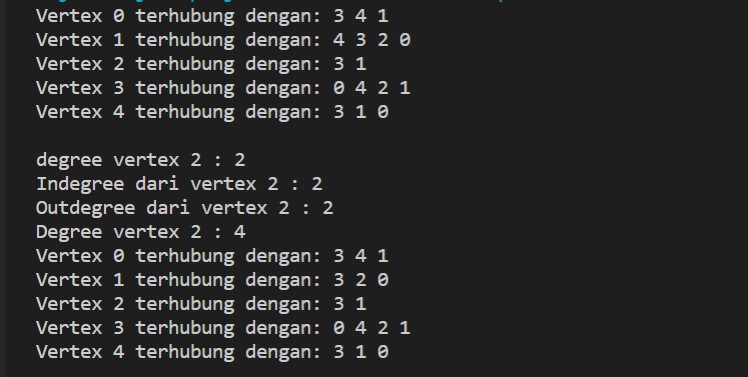 Vertex 0 terhubung dengan: 3 4 1
Vertex 1 terhubung dengan: 4 3 2 0
Vertex 2 terhubung dengan: 3 1
Vertex 3 terhubung dengan: 0 4 2 1
Vertex 4 terhubung dengan: 3 1 0
degree vertex 2 : 2
Indegree dari vertex 2 : 2
Outdegree dari vertex 2 : 2
Degree vertex 2 : 4
Vertex 0 terhubung dengan: 3 4 1
Vertex 1 terhubung dengan: 3 2 0
Vertex 2 terhubung dengan: 3 1
Vertex 3 terhubung dengan: 0 4 2 1
Vertex 4 terhubung dengan: 3 1 0